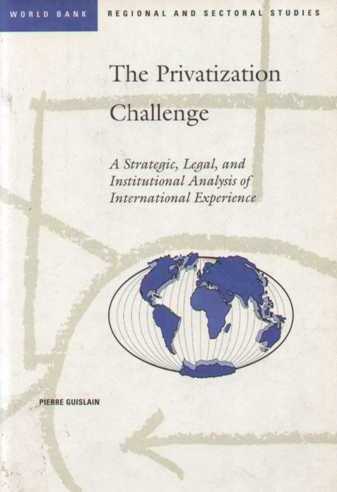 WORLD BANK REGIONAL AND SECTORAL STUDIES
The Privatization
Challenge
A Strategic, Legal, and
Institutional Analysis of
International Experience
PIERRE GUISLAIN